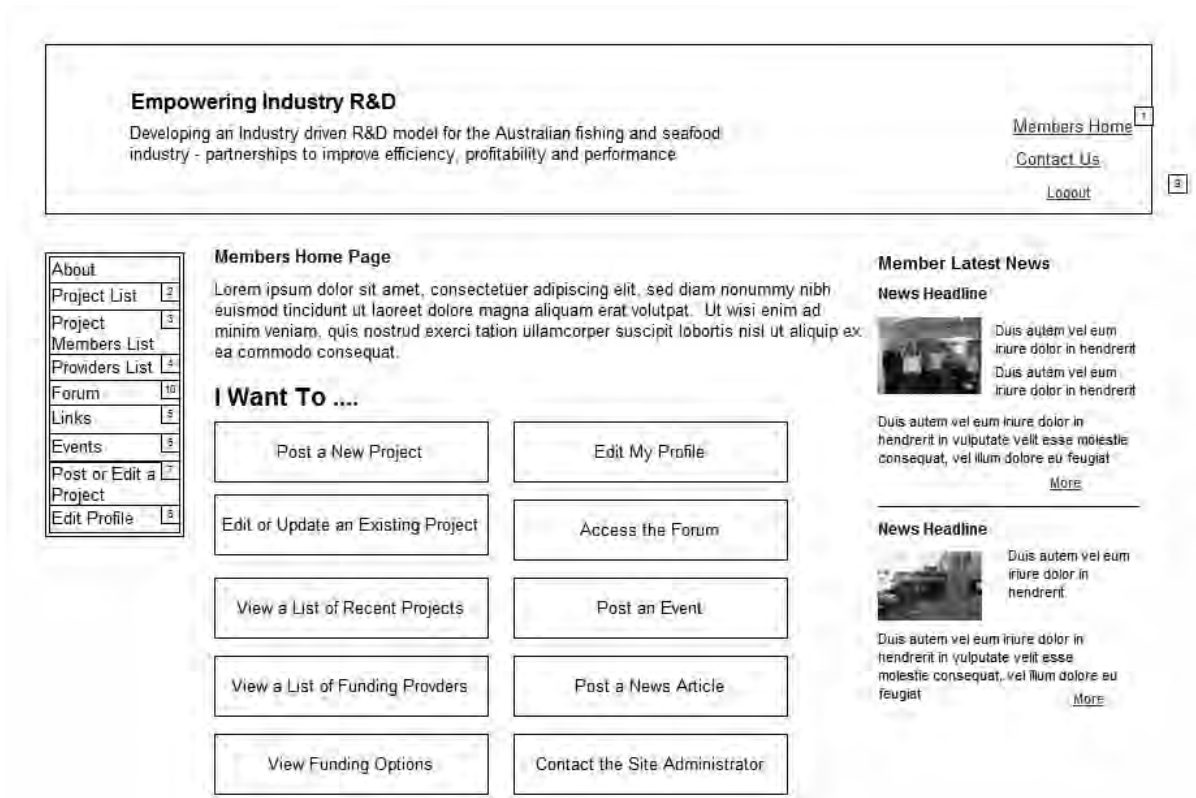 Empowering Industry R&D
Developing an Industry driven R&D model for the Australian fishing and seafood
industry - partnerships to improve efficiency, profitability and performance
Members Home 1
Contact Us
Logout
About
Project List 2
Project 3
Members List
Providers List 4
Forum 10
Links 5
Events 6
Post or Edit a 7
Project
Edit Profile 8
Members Home Page
Lorem ipsum dolor sit amet, consectetuer adipiscing elit, sed diam nonummy nibh
euismod tincidunt ut laoreet dolore magna aliquam erat volutpat. Ut wisi enim ad
minim veniam, quis nostrud exerci tation ullamcorper suscipit lobortis nisl ut aliquip ex
ea commodo consequat.
I Want To ....
Post a New Project
Edit My Profile
Edit or Update an Existing Project
Access the Forum
View a List of Recent Projects
Post an Event
View a List of Funding Provders
Post a News Article
View Funding Options
Contact the Site Administrator
Member Latest News
News Headline
Duis autem vel eum
iriure dolor in hendrerit
Duis autem vel eum
iriure dolor in hendrerit
Duis autem vel eum iriure dolor in
hendrerit in vulputate velit esse molestie
consequat, vel illum dolore eu feugiat
More
News Headline
Duis autem vel eum
iriure dolor in
hendrerit
Duis autem vel eum iriure dolor in
hendrerit in vulputate velit esse
molestie consequat, vel illum dolore eu
feugiat
More